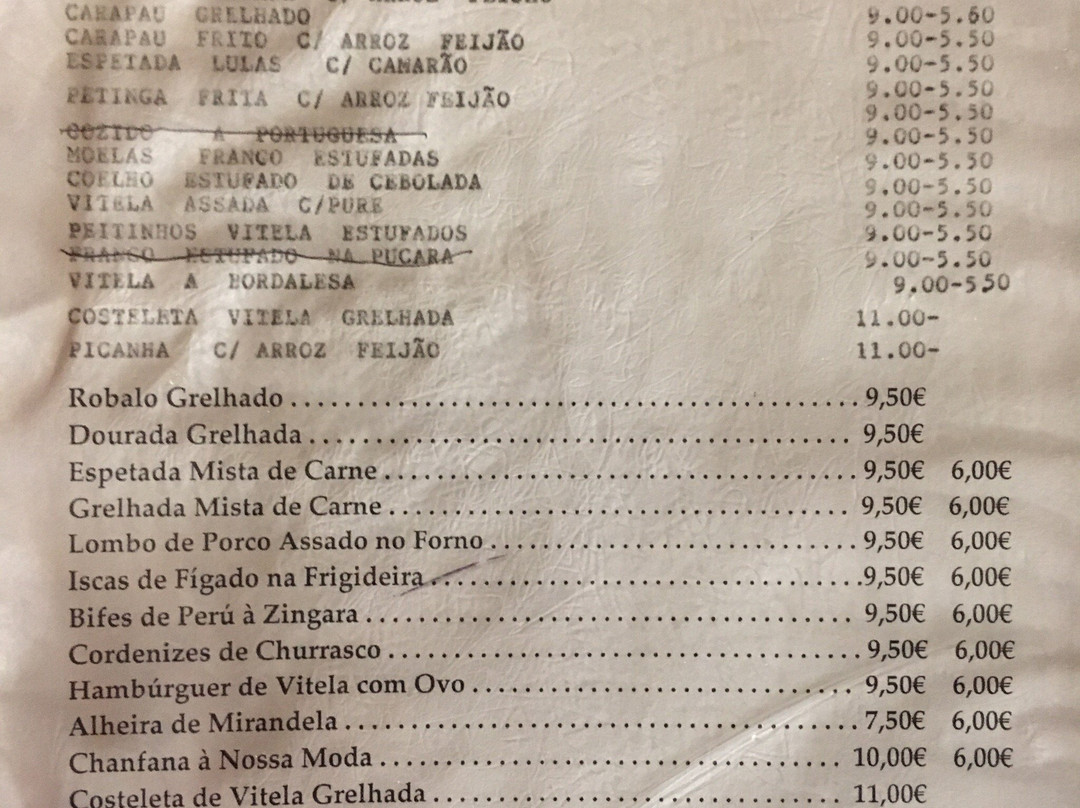 C/ ARROZ FEIJÃO
CARAPAU GRELHADO 9.00-5.60
CARAPAU FRITO C/ ARROZ FEIJÃO 9.00-5.50
ESPETADA LULAS C/ CAMARÃO 9.00-5.50
PETINGA FRITA C/ ARROZ FEIJÃO 9.00-5.50
9.00-5.50
COZIDO A PORTUGUESA 9.00-5.50
MOELAS FRANCO ESTUFADAS 9.00-5.50
COELHO ESTUFADO DE CEBOLADA 9.00-5.50
VITELA ASSADA C/PURE 9.00-5.50
PEITINHOS VITELA ESTUFADOS 9.00-5.50
FRANGO ESTUFADO NA PUCARA 9.00-5.50
VITELA A BORDALESA 9.00-5.50
COSTELETA VITELA GRELHADA 11.00-
PICANHA C/ ARROZ FEIJÃO 11.00-
Robalo Grelhado 9,50€
Dourada Grelhada 9,50€
Espetada Mista de Carne 9,50€ 6,00€
Grelhada Mista de Carne 9,50€ 6,00€
Lombo de Porco Assado no Forno 9,50€ 6,00€
Iscas de Fígado na Frigideira 9,50€ 6,00€
Bifes de Perú à Zingara 9,50€ 6,00€
Cordenizes de Churrasco 9,50€ 6,00€
Hambúrguer de Vitela com Ovo 9,50€ 6,00€
Alheira de Mirandela 7,50€ 6,00€
Chanfana à Nossa Moda 10,00€ 6,00€
Costeleta de Vitela Grelhada 11,00€